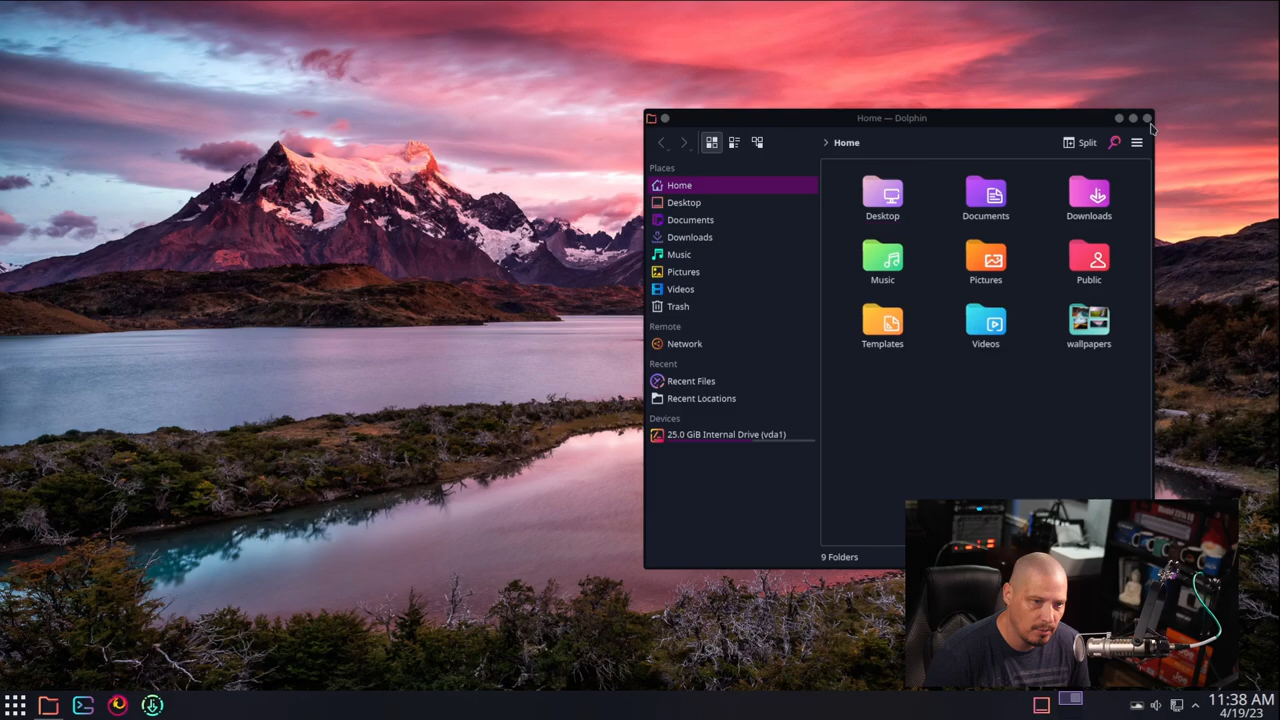 Home — Dolphin
Home
Split
Places
Home
Desktop
Documents
Downloads
Music
Pictures
Videos
Trash
Remote
Network
Recent
Recent Files
Recent Locations
Devices
25.0 GiB Internal Drive (vda1)
Desktop
Documents
Downloads
Music
Pictures
Public
Templates
Videos
wallpapers
9 Folders
11:38 AM
4/19/23